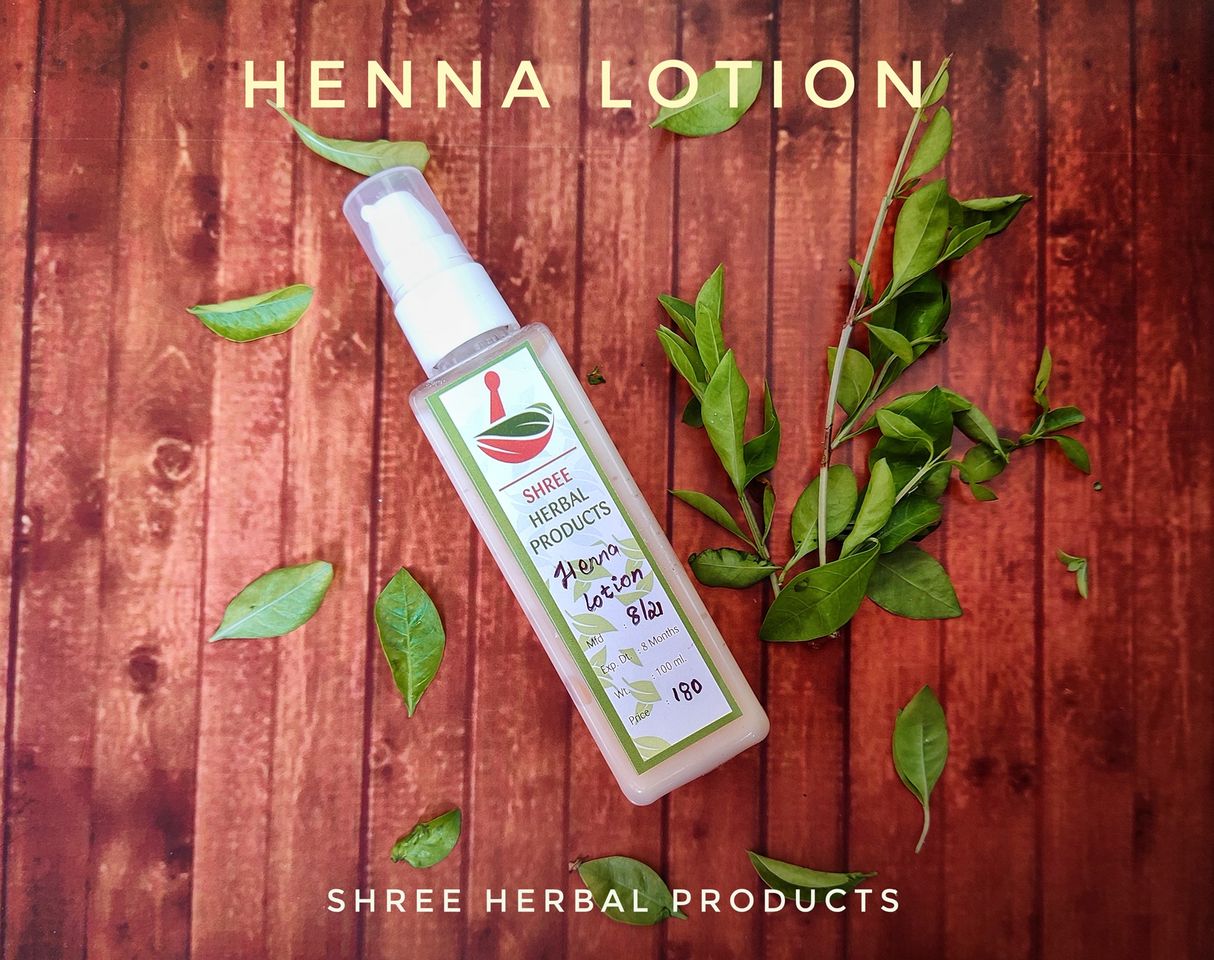 HENNA LOTION
SHREE
HERBAL
PRODUCTS
Henna
lotion
Mfd : 8/21
Exp. Dt. : 8 Months
Wt. : 100 ml.
Price : 180
SHREE HERBAL PRODUCTS